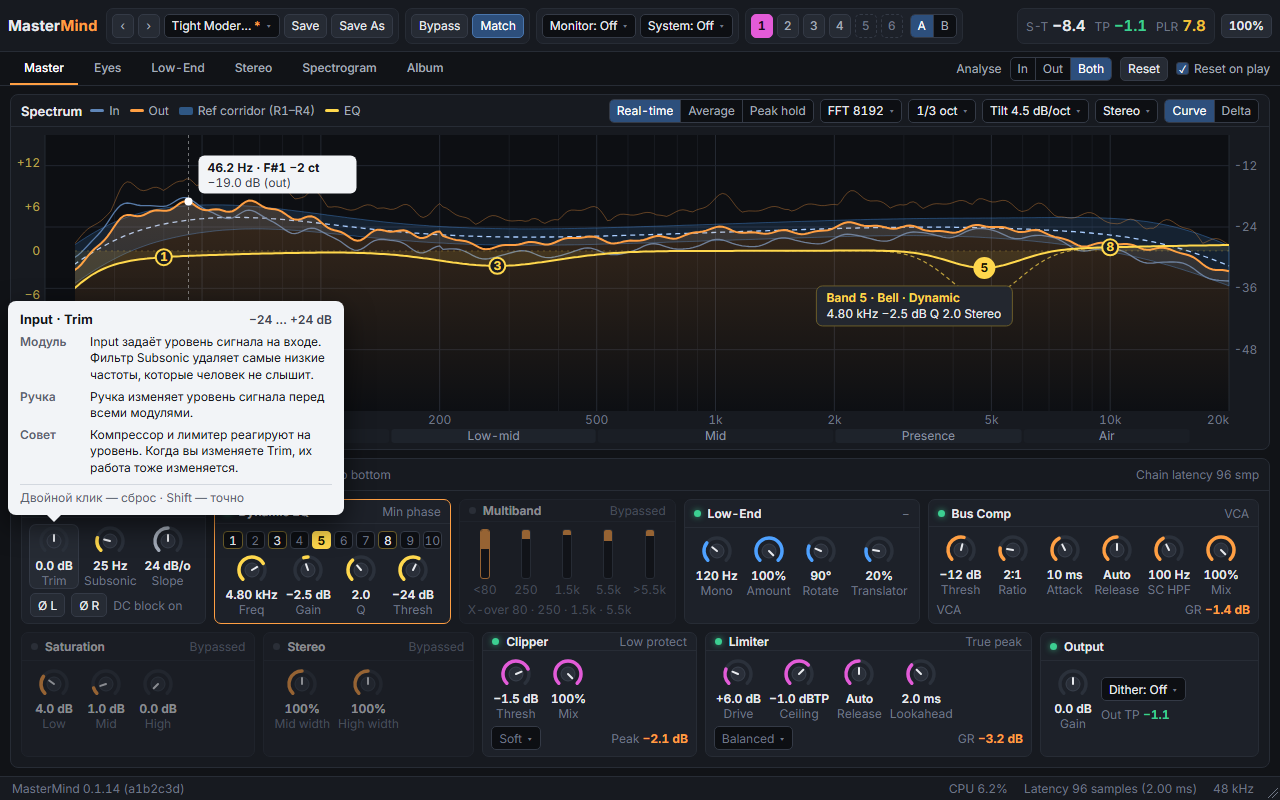 MasterMind ‹ › Tight Moder... * Save Save As Bypass Match Monitor: Off System: Off 1 2 3 4 5 6 A B S-T −8.4 TP −1.1 PLR 7.8 100%
Master Eyes Low-End Stereo Spectrogram Album Analyse In Out Both Reset Reset on play
Spectrum In Out Ref corridor (R1–R4) EQ Real-time Average Peak hold FFT 8192 1/3 oct Tilt 4.5 dB/oct Stereo Curve Delta
+12 −12
46.2 Hz · F#1 −2 ct
−19.0 dB (out)
+6 −24
0 1 3 5 8
−6 −36
Band 5 · Bell · Dynamic
4.80 kHz −2.5 dB Q 2.0 Stereo
−48
Input · Trim −24 … +24 dB
Модуль Input задаёт уровень сигнала на входе.
Фильтр Subsonic удаляет самые низкие
частоты, которые человек не слышит.
Ручка Ручка изменяет уровень сигнала перед
всеми модулями.
Совет Компрессор и лимитер реагируют на
уровень. Когда вы изменяете Trim, их
работа тоже изменяется.
Двойной клик — сброс · Shift — точно
200 500 1k 2k 5k 10k 20k
Low-mid Mid Presence Air
bottom Chain latency 96 smp
0.0 dB 25 Hz 24 dB/o
Trim Subsonic Slope
Ø L Ø R DC block on
Min phase
1 2 3 4 5 6 7 8 9 10
4.80 kHz −2.5 dB 2.0 −24 dB
Freq Gain Q Thresh
Multiband Bypassed
<80 250 1.5k 5.5k >5.5k
X-over 80 · 250 · 1.5k · 5.5k
Low-End –
120 Hz 100% 90° 20%
Mono Amount Rotate Translator
Bus Comp VCA
−12 dB 2:1 10 ms Auto 100 Hz 100%
Thresh Ratio Attack Release SC HPF Mix
VCA GR −1.4 dB
Saturation Bypassed
4.0 dB 1.0 dB 0.0 dB
Low Mid High
Stereo Bypassed
100% 100%
Mid width High width
Clipper Low protect
−1.5 dB 100%
Thresh Mix
Soft Peak −2.1 dB
Limiter True peak
+6.0 dB −1.0 dBTP Auto 2.0 ms
Drive Ceiling Release Lookahead
Balanced GR −3.2 dB
Output
0.0 dB Dither: Off
Gain Out TP −1.1
MasterMind 0.1.14 (a1b2c3d) CPU 6.2% Latency 96 samples (2.00 ms) 48 kHz